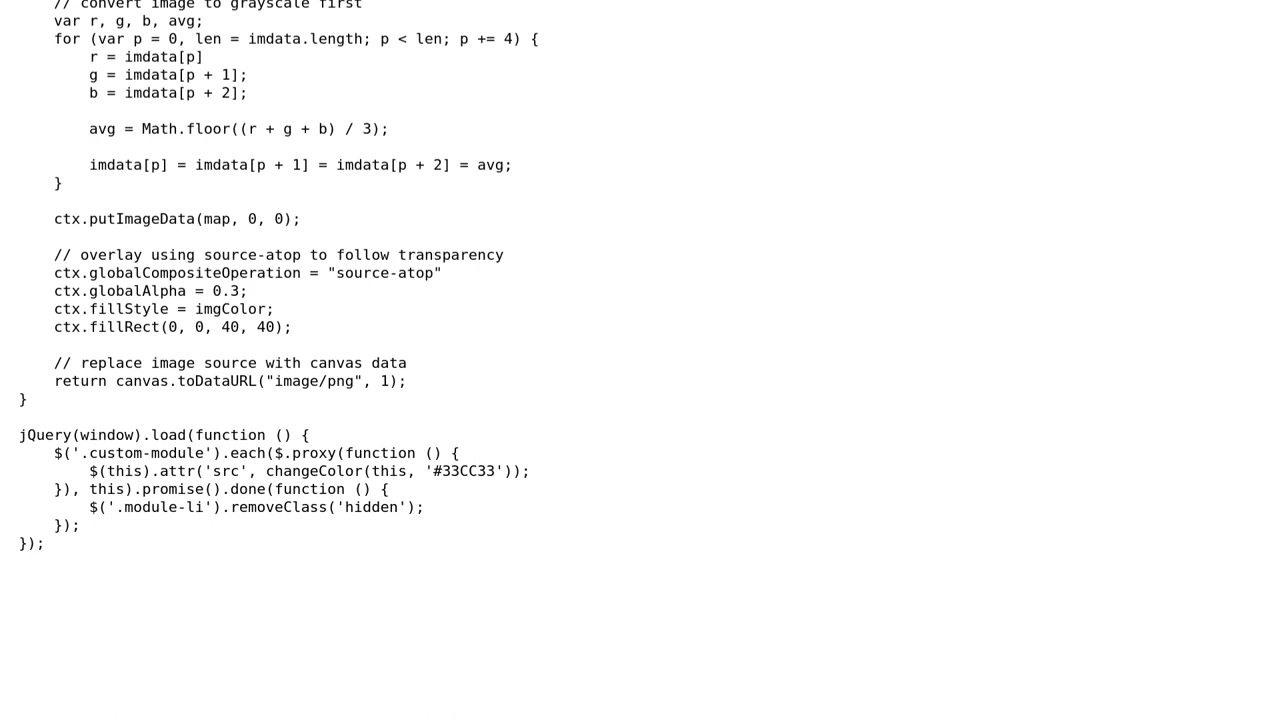 // convert image to grayscale first
    var r, g, b, avg;
    for (var p = 0, len = imdata.length; p < len; p += 4) {
        r = imdata[p]
        g = imdata[p + 1];
        b = imdata[p + 2];

        avg = Math.floor((r + g + b) / 3);

        imdata[p] = imdata[p + 1] = imdata[p + 2] = avg;
    }

    ctx.putImageData(map, 0, 0);

    // overlay using source-atop to follow transparency
    ctx.globalCompositeOperation = "source-atop"
    ctx.globalAlpha = 0.3;
    ctx.fillStyle = imgColor;
    ctx.fillRect(0, 0, 40, 40);

    // replace image source with canvas data
    return canvas.toDataURL("image/png", 1);
}

jQuery(window).load(function () {
    $('.custom-module').each($.proxy(function () {
        $(this).attr('src', changeColor(this, '#33CC33'));
    }), this).promise().done(function () {
        $('.module-li').removeClass('hidden');
    });
});